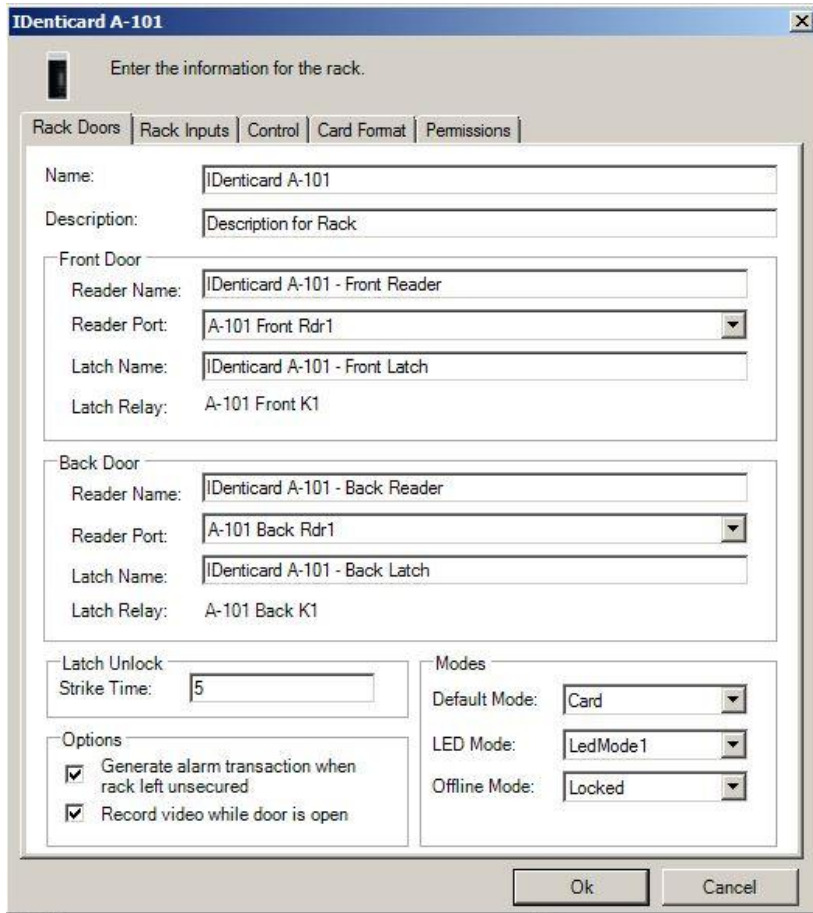 IDenticard A-101
Enter the information for the rack.
Rack Doors Rack Inputs Control Card Format Permissions
Name: IDenticard A-101
Description: Description for Rack
Front Door
Reader Name: IDenticard A-101 - Front Reader
Reader Port: A-101 Front Rdr1
Latch Name: IDenticard A-101 - Front Latch
Latch Relay: A-101 Front K1
Back Door
Reader Name: IDenticard A-101 - Back Reader
Reader Port: A-101 Back Rdr1
Latch Name: IDenticard A-101 - Back Latch
Latch Relay: A-101 Back K1
Latch Unlock
Strike Time: 5
Options
Generate alarm transaction when
rack left unsecured
Record video while door is open
Modes
Default Mode: Card
LED Mode: LedMode1
Offline Mode: Locked
Ok Cancel